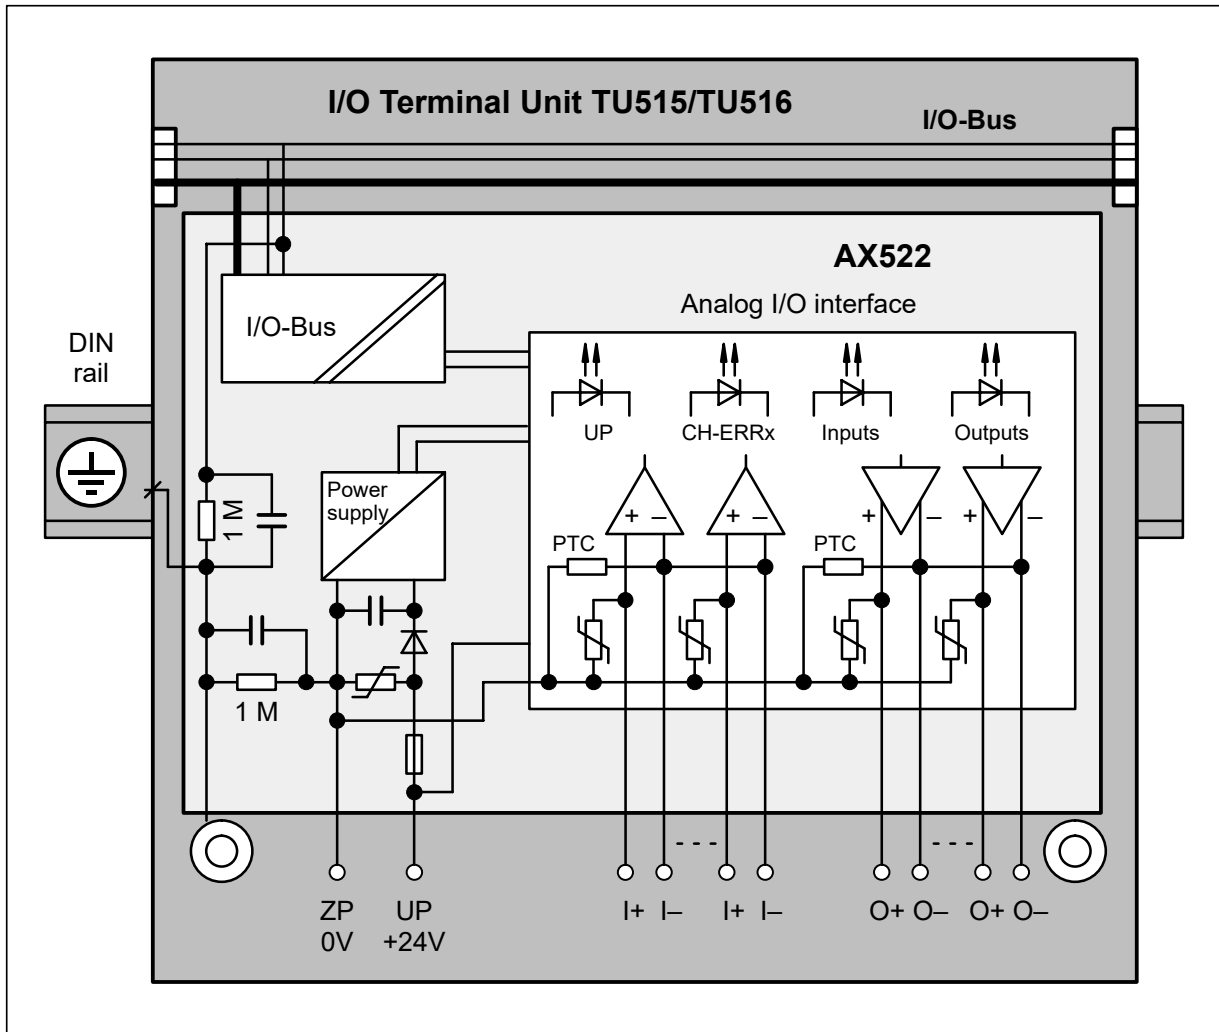 I/O Terminal Unit TU515/TU516
I/O-Bus
AX522
Analog I/O interface
I/O-Bus
DIN
rail
UP
CH-ERRx
Inputs
Outputs
Power
supply
1 M
+ –
+ –
+ –
+ –
PTC
PTC
1 M
- - -
- - -
ZP
0V
UP
+24V
I+ I–
I+ I–
O+ O–
O+ O–